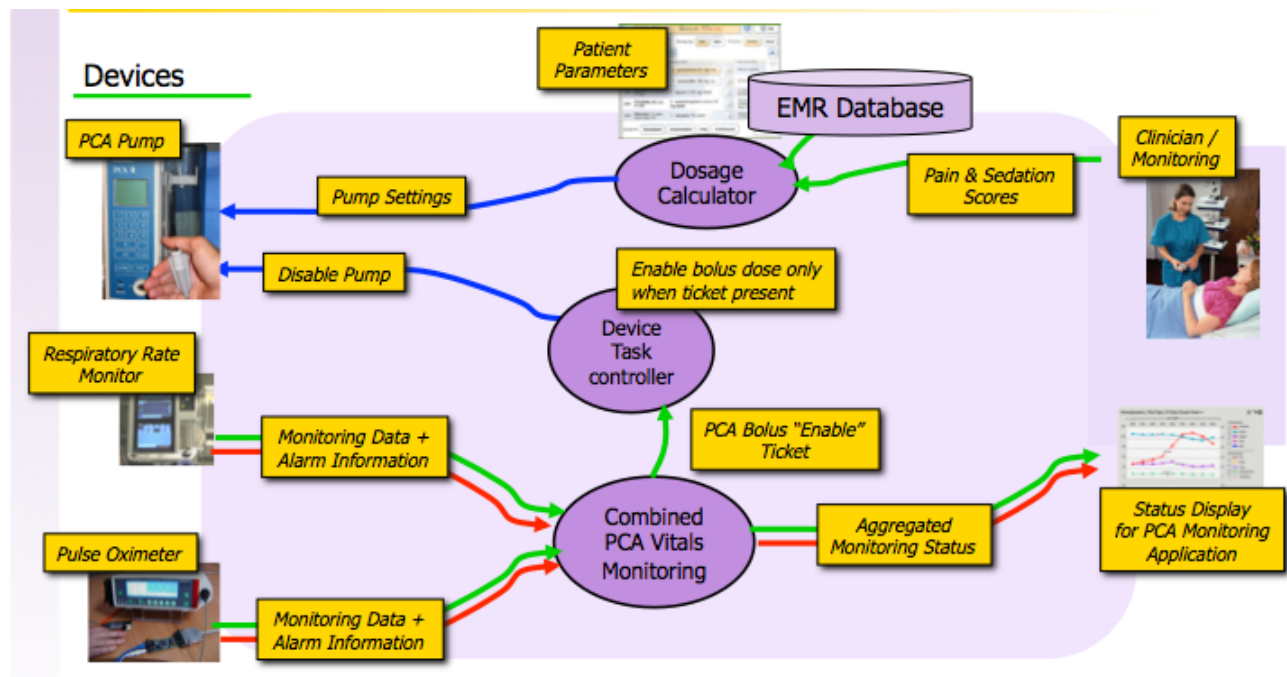 Devices
Patient
Parameters
EMR Database
PCA Pump
Clinician /
Monitoring
Dosage
Calculator
Pain & Sedation
Scores
Pump Settings
Disable Pump
Enable bolus dose only
when ticket present
Device
Task
controller
Respiratory Rate
Monitor
Monitoring Data +
Alarm Information
PCA Bolus “Enable”
Ticket
Combined
PCA Vitals
Monitoring
Aggregated
Monitoring Status
Status Display
for PCA Monitoring
Application
Pulse Oximeter
Monitoring Data +
Alarm Information